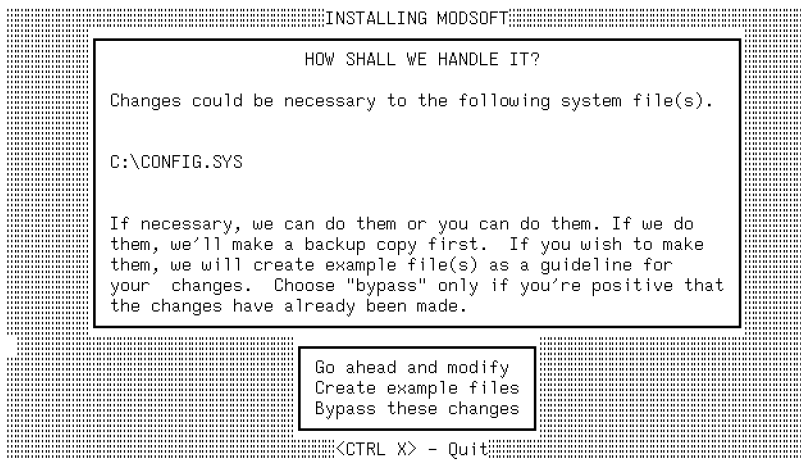 INSTALLING MODSOFT
HOW SHALL WE HANDLE IT?
Changes could be necessary to the following system file(s).
C:\CONFIG.SYS
If necessary, we can do them or you can do them. If we do
them, we'll make a backup copy first.  If you wish to make
them, we will create example file(s) as a guideline for
your  changes.  Choose "bypass" only if you're positive that
the changes have already been made.
Go ahead and modify
Create example files
Bypass these changes
<CTRL X> - Quit